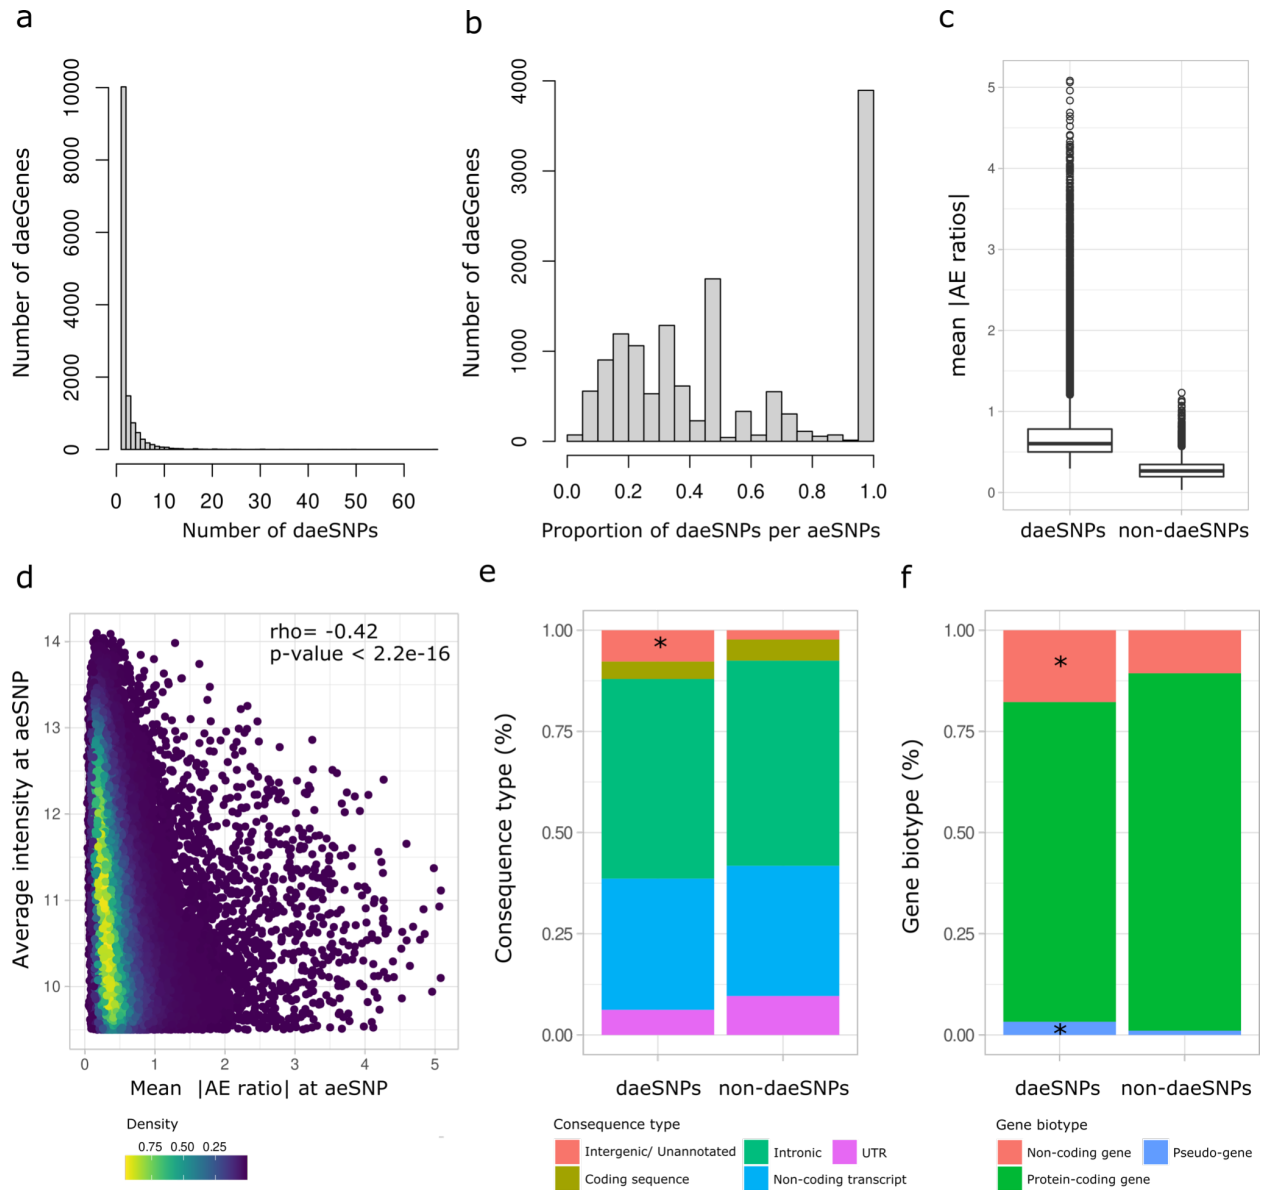 a
Number of daeGenes
10000
8000
6000
4000
2000
0
0 10 20 30 40 50 60
Number of daeSNPs
b
Number of daeGenes
4000
3000
2000
1000
0
0.0 0.2 0.4 0.6 0.8 1.0
Proportion of daeSNPs per aeSNPs
c
mean |AE ratios|
5
4
3
2
1
0
daeSNPs non-daeSNPs
d
rho= -0.42
p-value < 2.2e-16
Average intensity at aeSNP
14
13
12
11
10
0 1 2 3 4 5
Mean |AE ratio| at aeSNP
Density
0.75 0.50 0.25
e
Consequence type (%)
1.00
0.75
0.50
0.25
0.00
*
daeSNPs non-daeSNPs
Consequence type
Intergenic/ Unannotated Intronic UTR
Coding sequence Non-coding transcript
f
Gene biotype (%)
1.00
0.75
0.50
0.25
0.00
*
*
daeSNPs non-daeSNPs
Gene biotype
Non-coding gene Pseudo-gene
Protein-coding gene